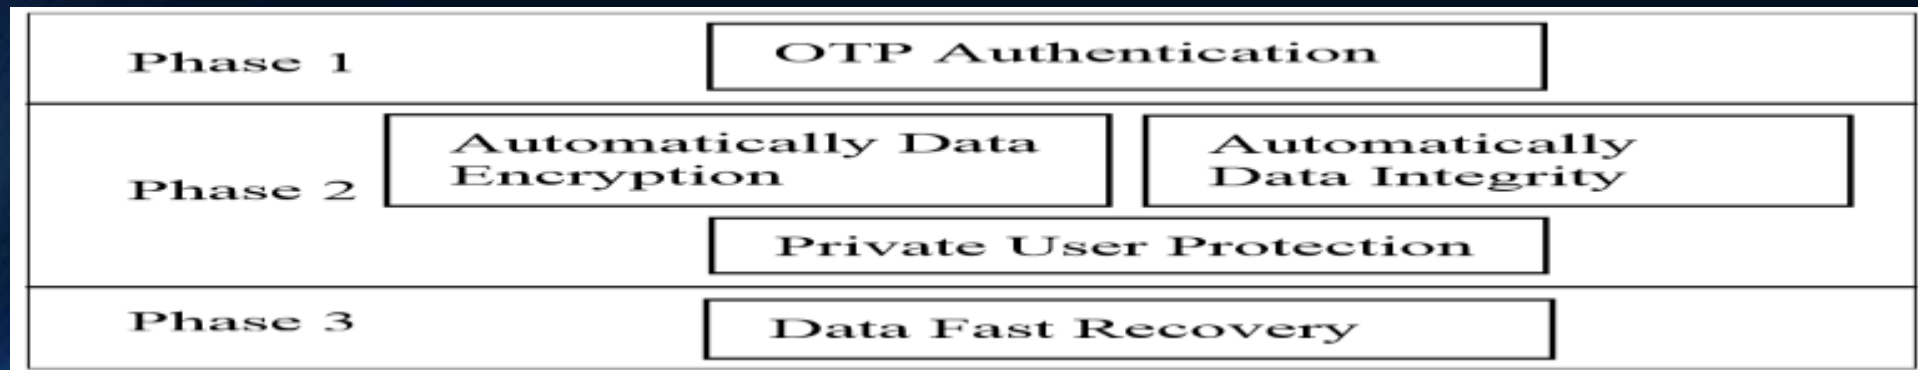 Phase 1
OTP Authentication
Phase 2
Automatically Data
Encryption
Automatically
Data Integrity
Private User Protection
Phase 3
Data Fast Recovery